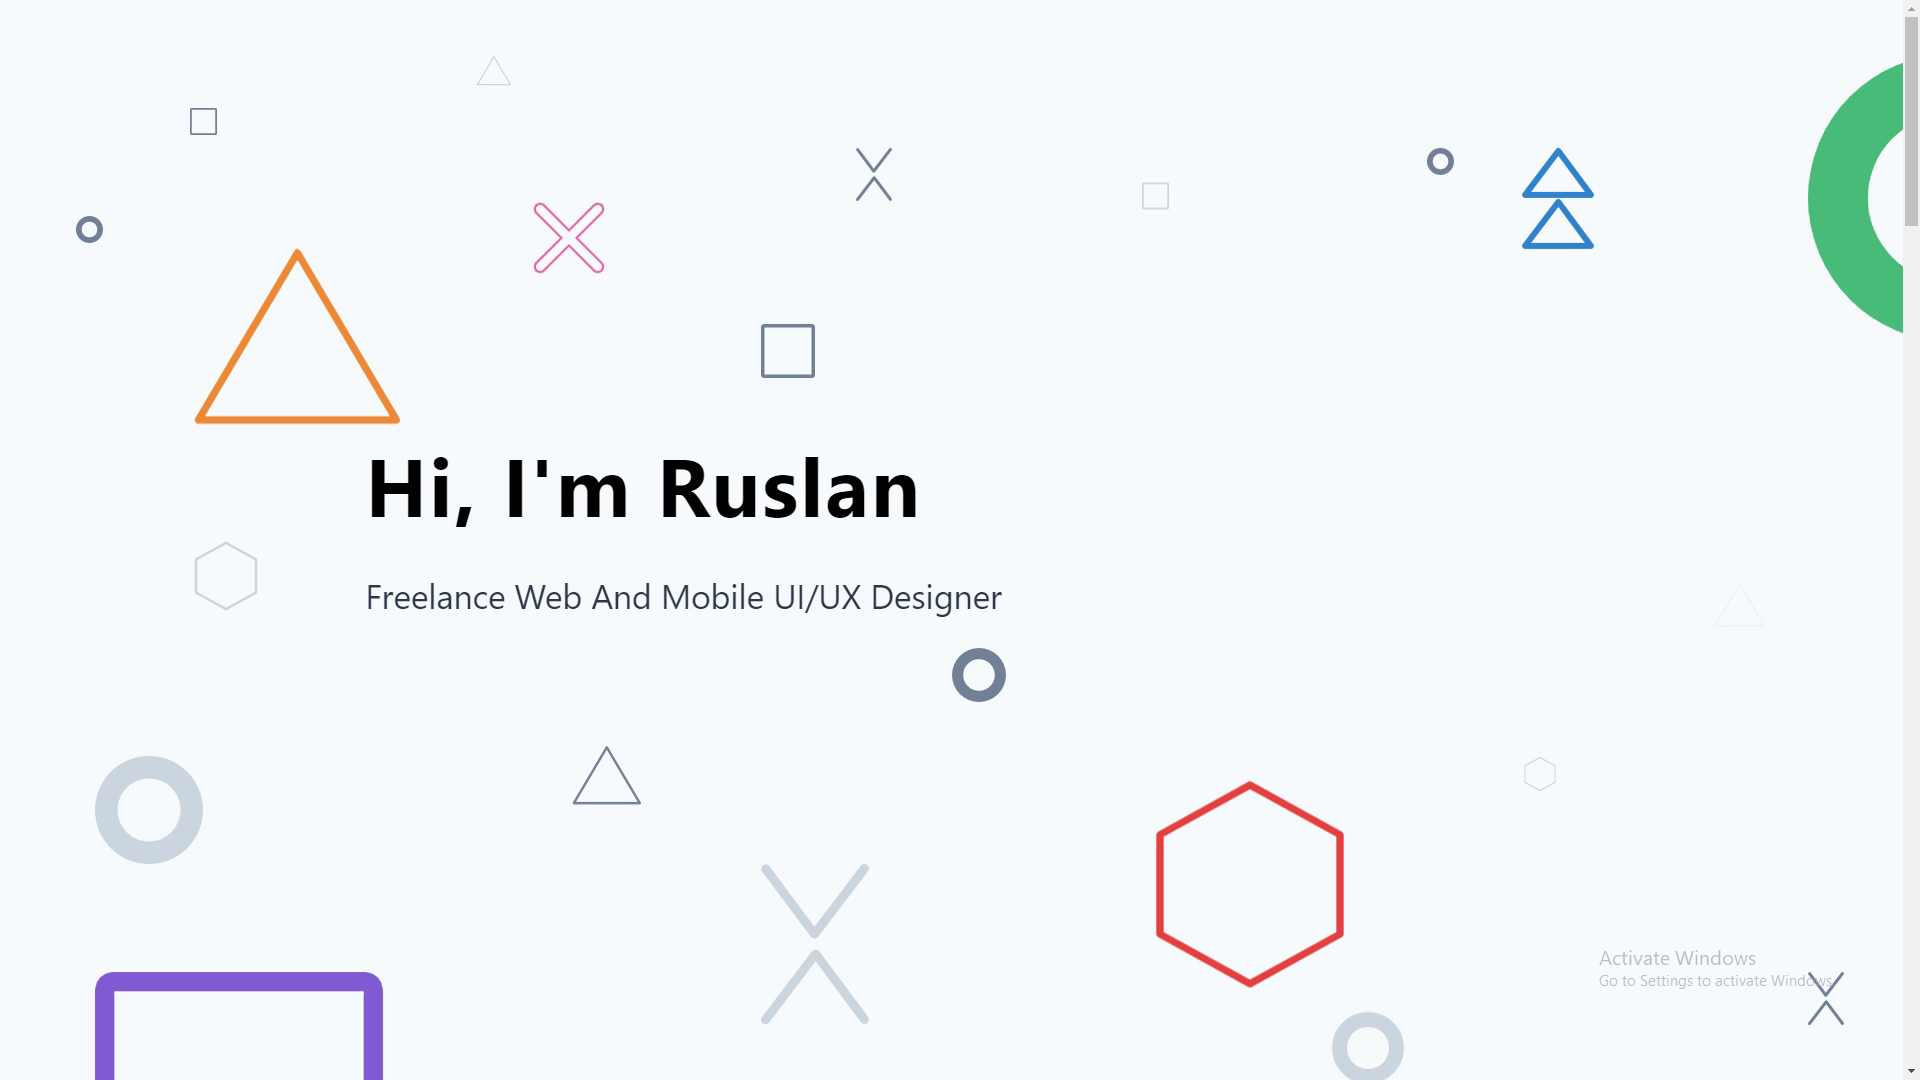 Hi, I'm Ruslan
Freelance Web And Mobile UI/UX Designer
Activate Windows
Go to Settings to activate Windows.